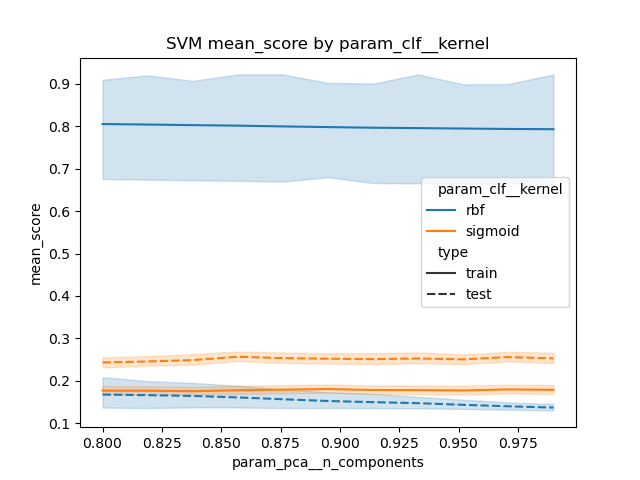 SVM mean_score by param_clf__kernel
mean_score
0.9
0.8
0.7
0.6
0.5
0.4
0.3
0.2
0.1
param_clf__kernel
rbf
sigmoid
type
train
test
0.800 0.825 0.850 0.875 0.900 0.925 0.950 0.975
param_pca__n_components